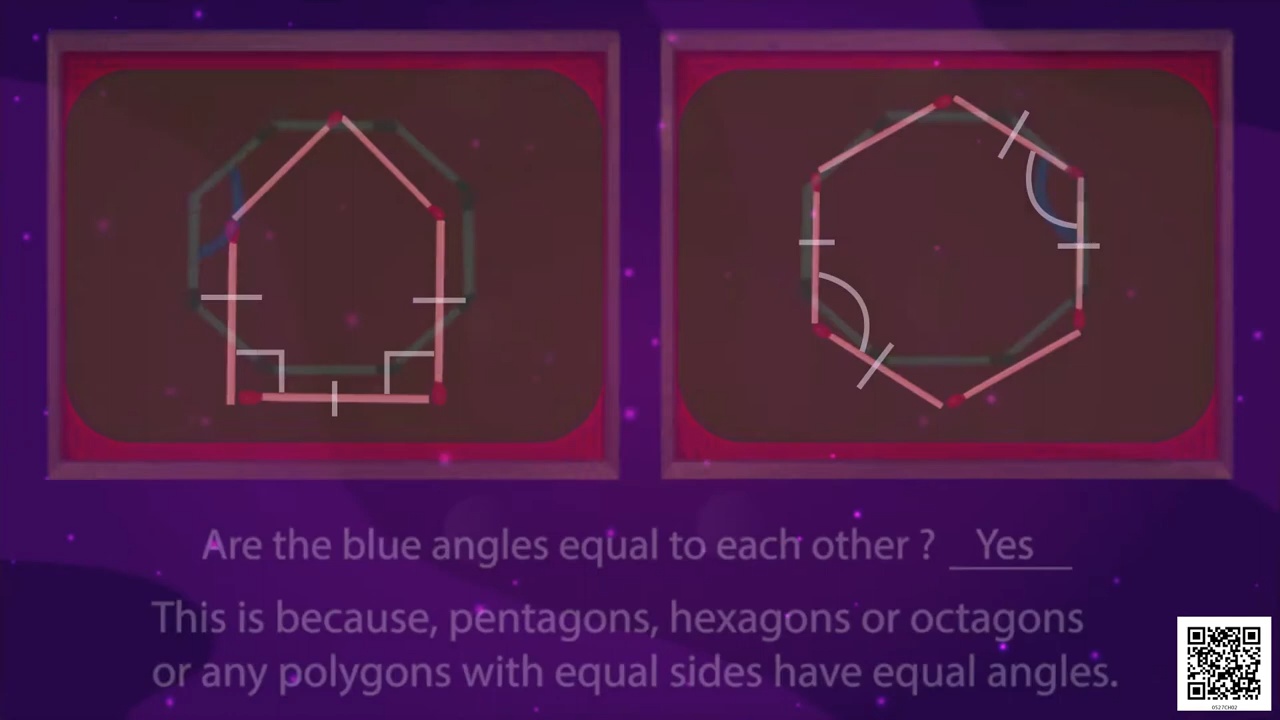 Are the blue angles equal to each other ? Yes
This is because, pentagons, hexagons or octagons
or any polygons with equal sides have equal angles.
0527CH02